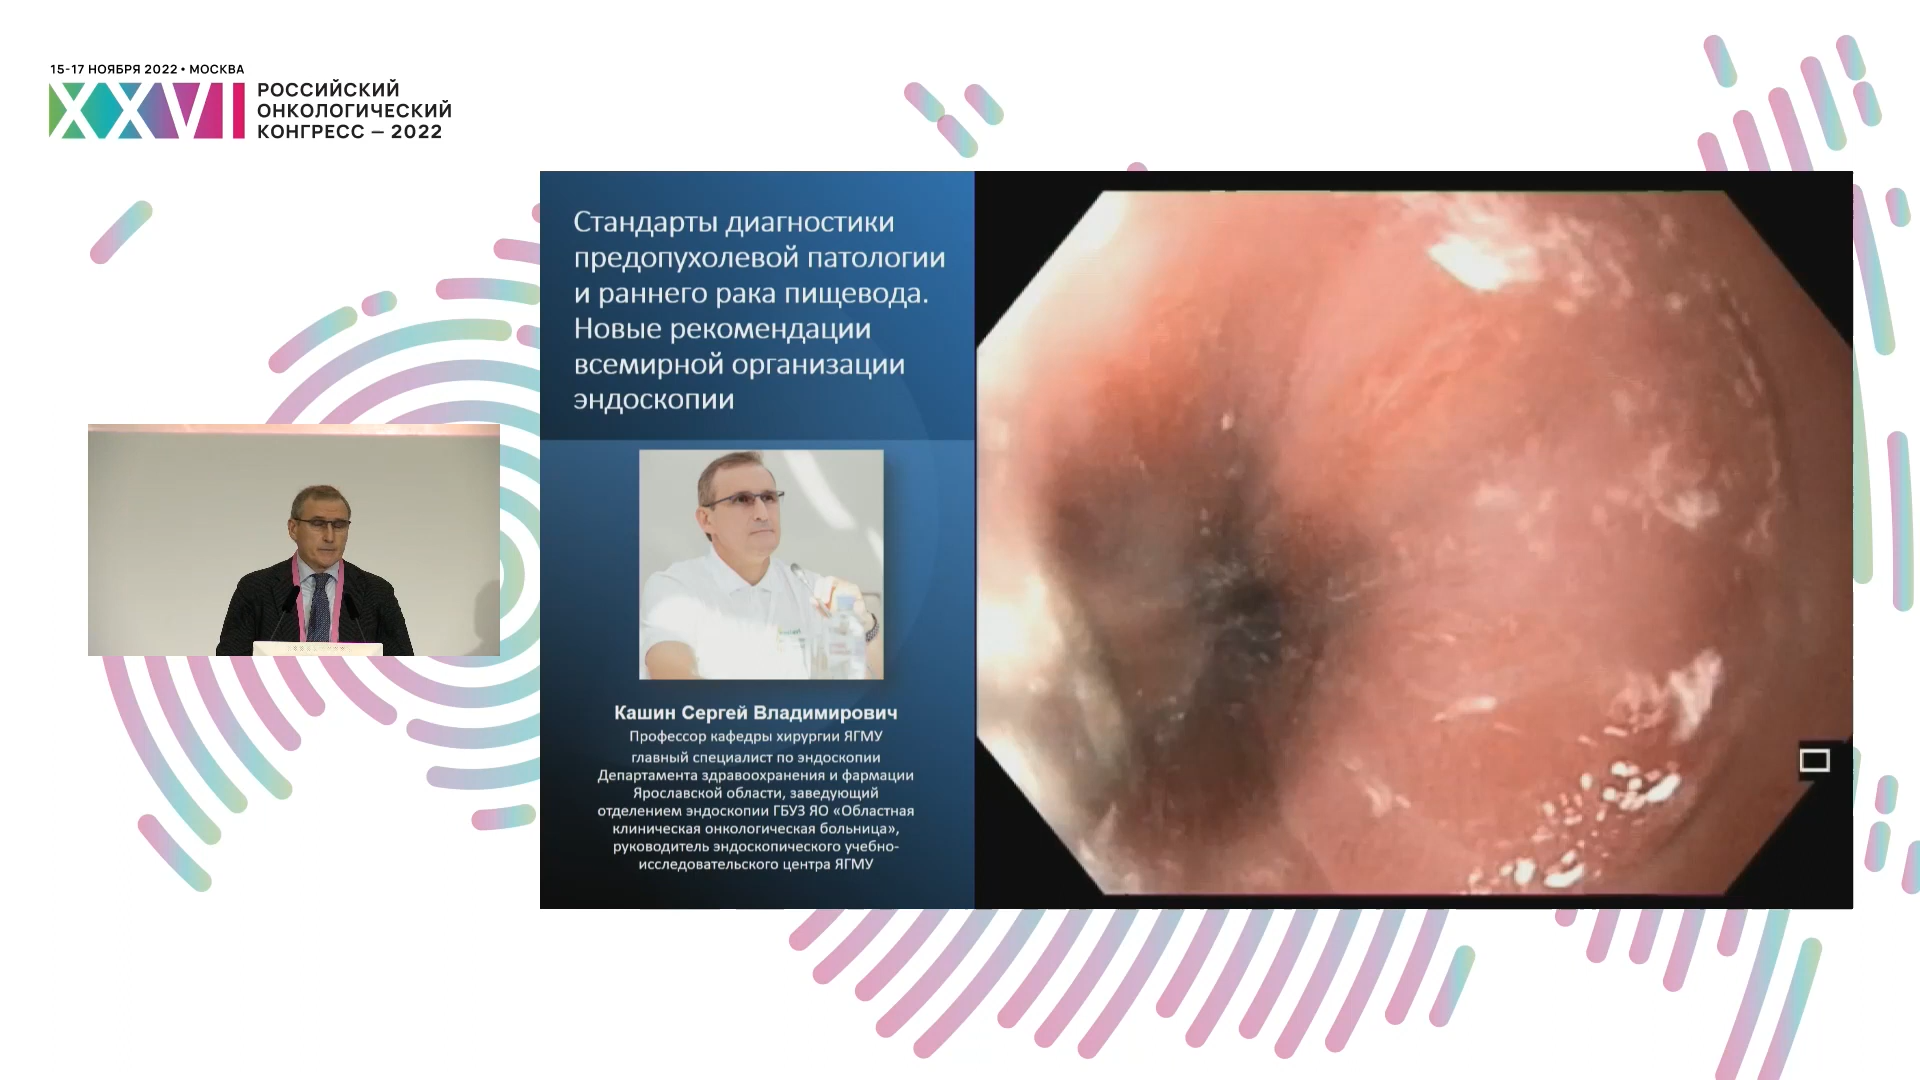 15-17 НОЯБРЯ 2022 • МОСКВА
XXVI
РОССИЙСКИЙ
ОНКОЛОГИЧЕСКИЙ
КОНГРЕСС – 2022
Стандарты диагностики
предопухолевой патологии
и раннего рака пищевода.
Новые рекомендации
всемирной организации
эндоскопии
Кашин Сергей Владимирович
Профессор кафедры хирургии ЯГМУ
главный специалист по эндоскопии
Департамента здравоохранения и фармации
Ярославской области, заведующий
отделением эндоскопии ГБУЗ ЯО «Областная
клиническая онкологическая больница»,
руководитель эндоскопического учебно-
исследовательского центра ЯГМУ